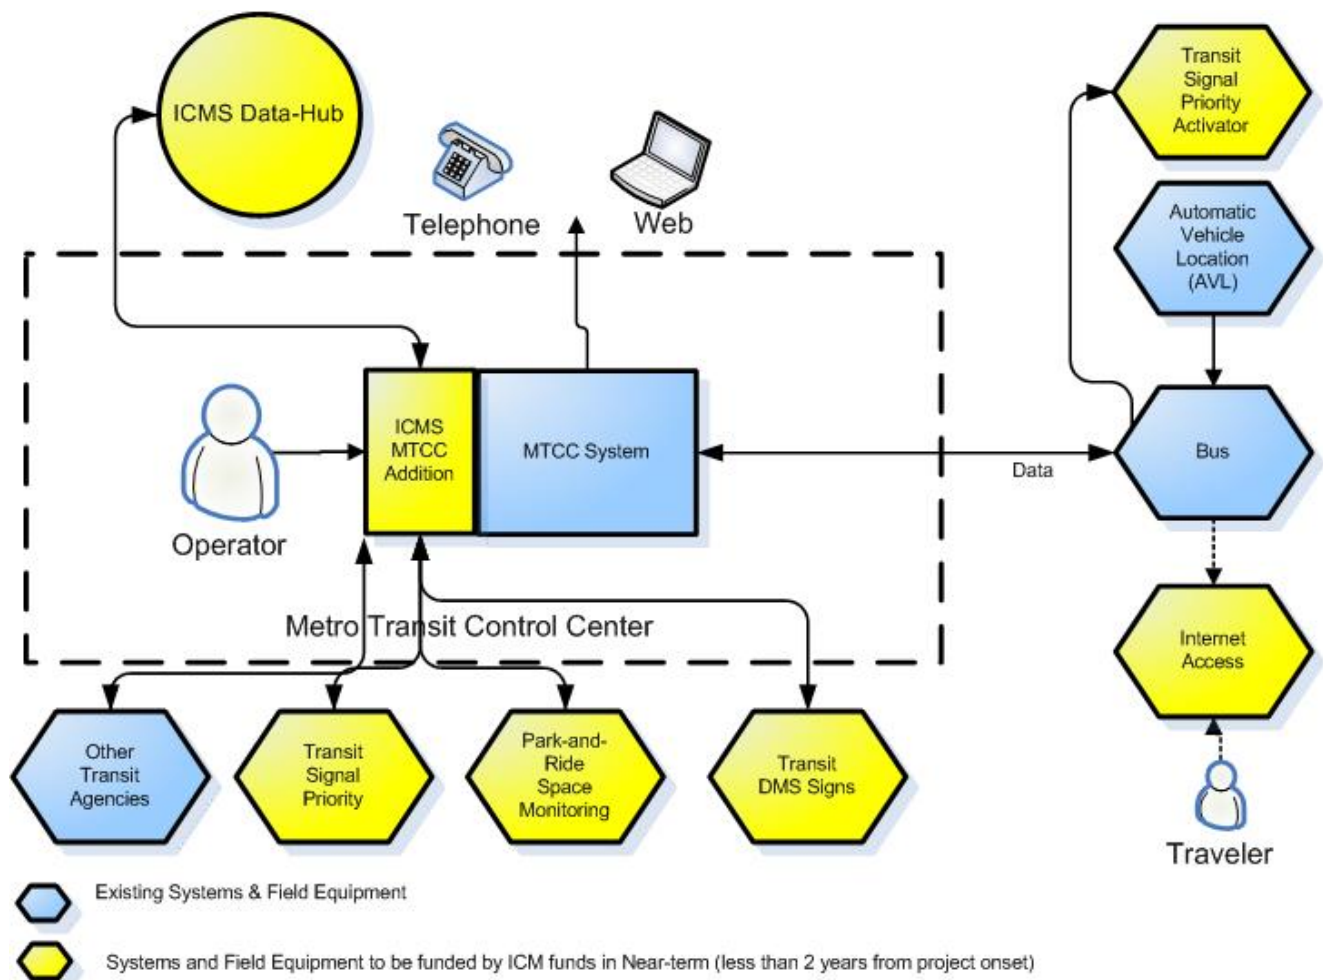 ICMS Data-Hub
Telephone
Web
Transit
Signal
Priority
Activator
Automatic
Vehicle
Location
(AVL)
ICMS
MTCC
Addition
MTCC System
Data
Bus
Operator
Metro Transit Control Center
Internet
Access
Other
Transit
Agencies
Transit
Signal
Priority
Park-and-
Ride
Space
Monitoring
Transit
DMS Signs
Traveler
Existing Systems & Field Equipment
Systems and Field Equipment to be funded by ICM funds in Near-term (less than 2 years from project onset)